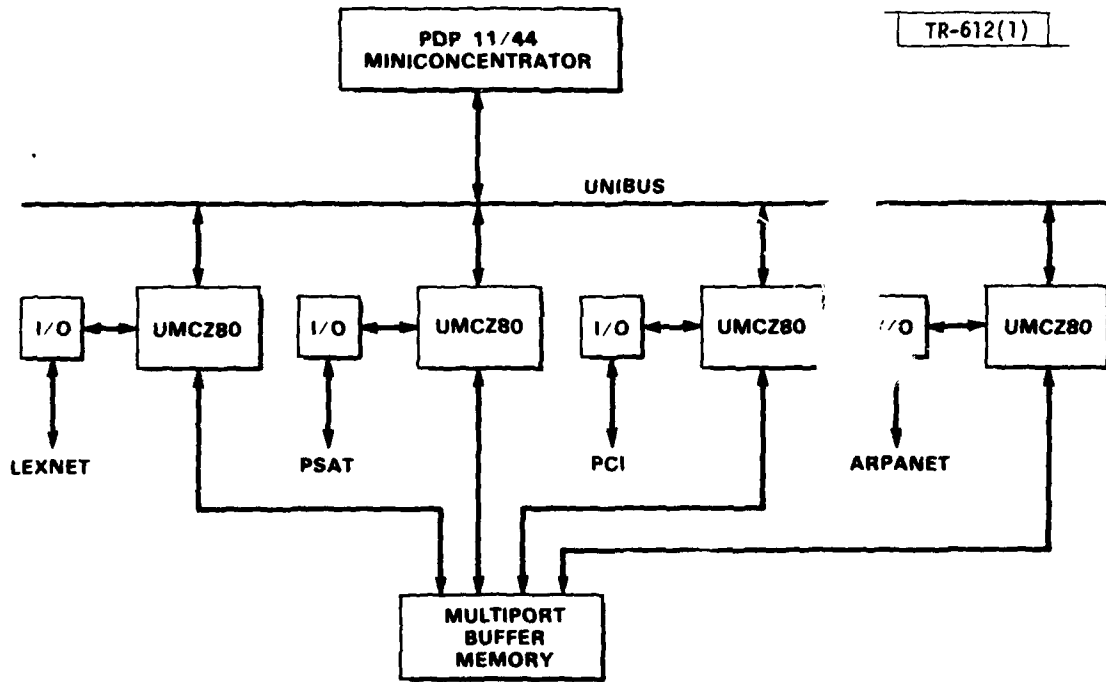 PDP 11/44
MINICONCENTRATOR
TR-612(1)
UNIBUS
I/O
UMCZ80
I/O
UMCZ80
I/O
UMCZ80
/O
UMCZ80
LEXNET
PSAT
PCI
ARPANET
MULTIPORT
BUFFER
MEMORY